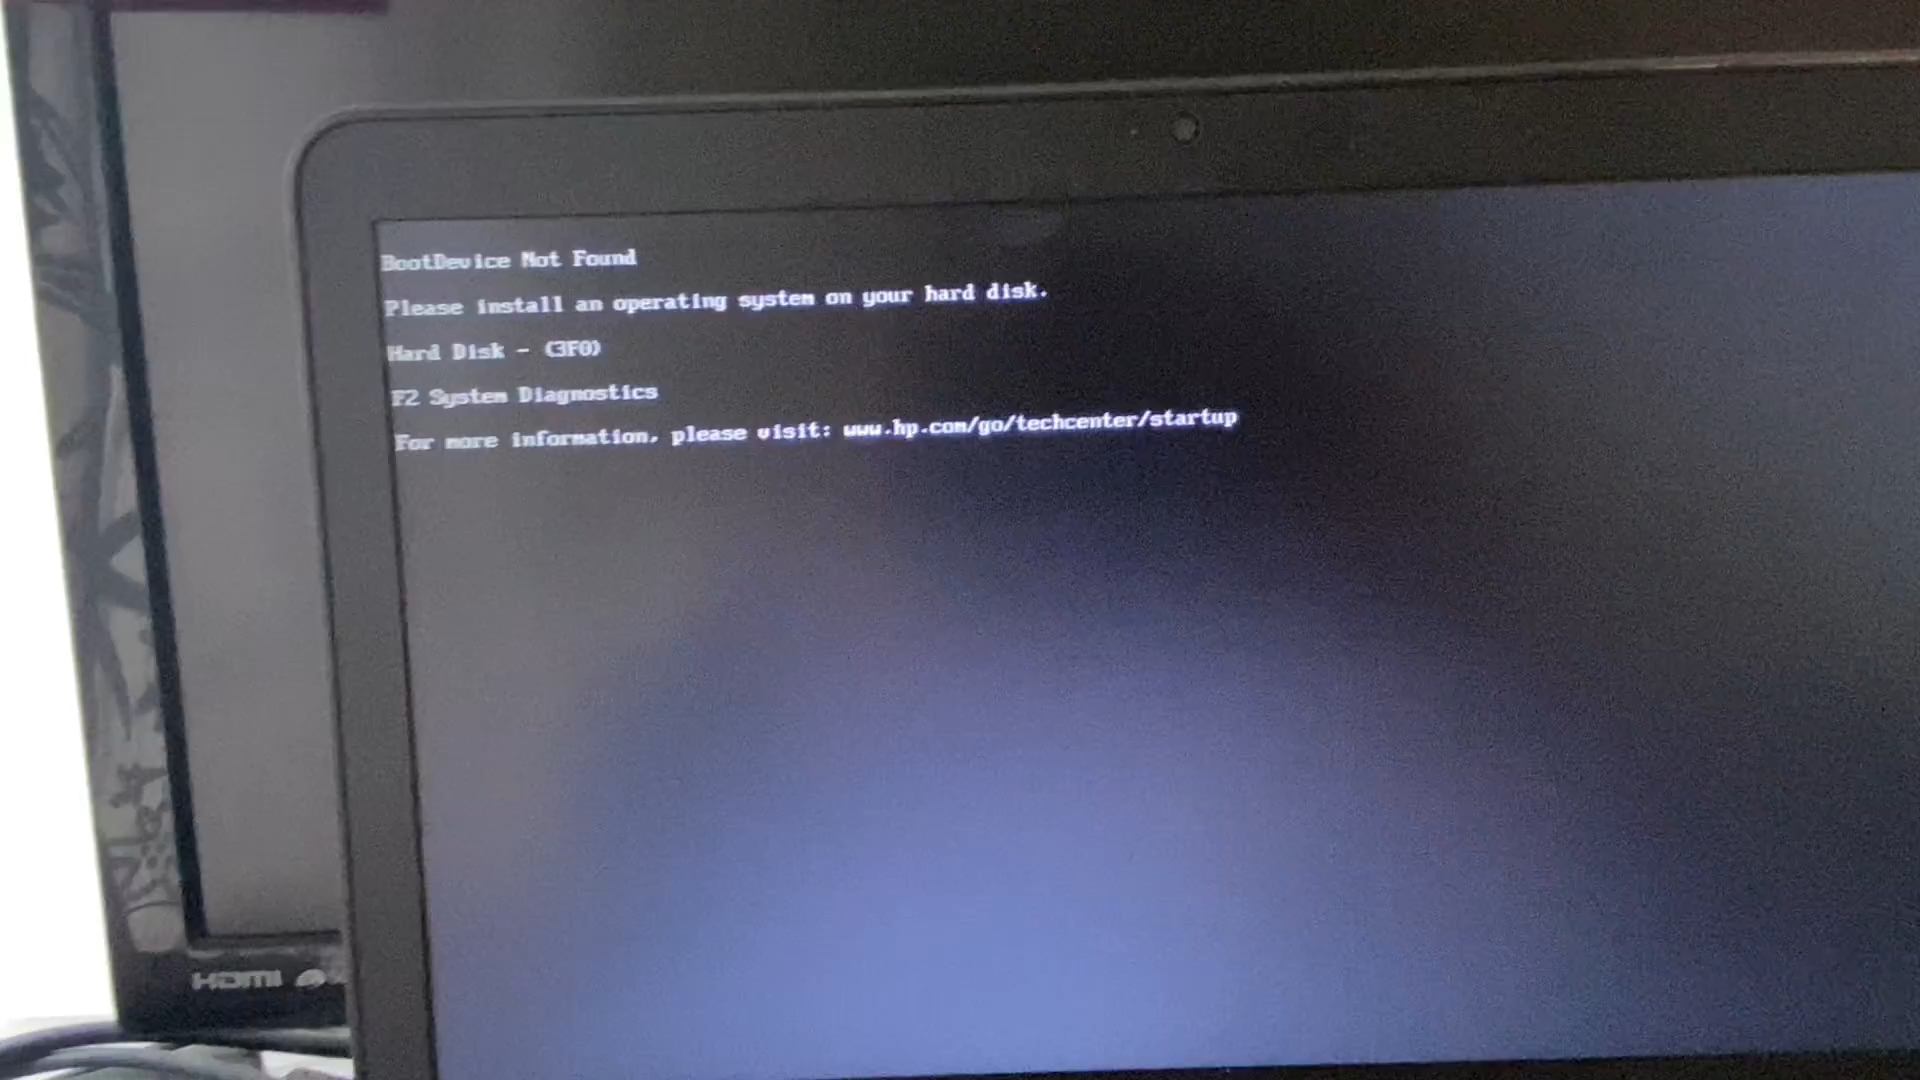 BootDevice Not Found
Please install an operating system on your hard disk.
Hard Disk - (3F0)
F2 System Diagnostics
For more information, please visit: www.hp.com/go/techcenter/startup
HDMI